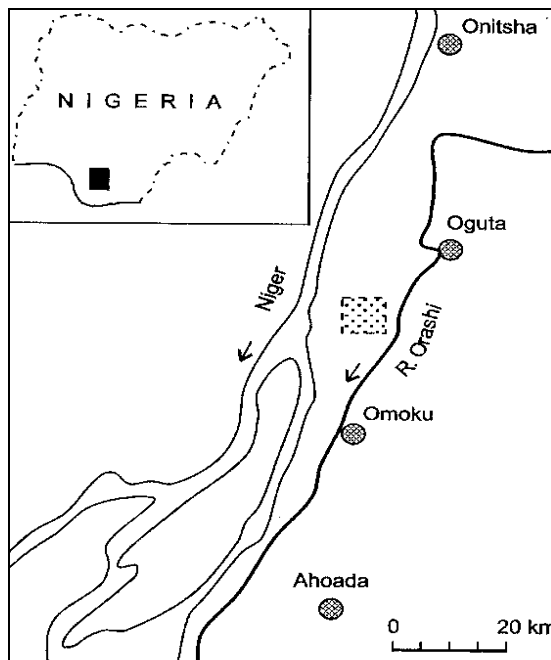 Onitsha
NIGERIA
Oguta
Niger
R. Orashi
Omoku
Ahoada
0 20 km